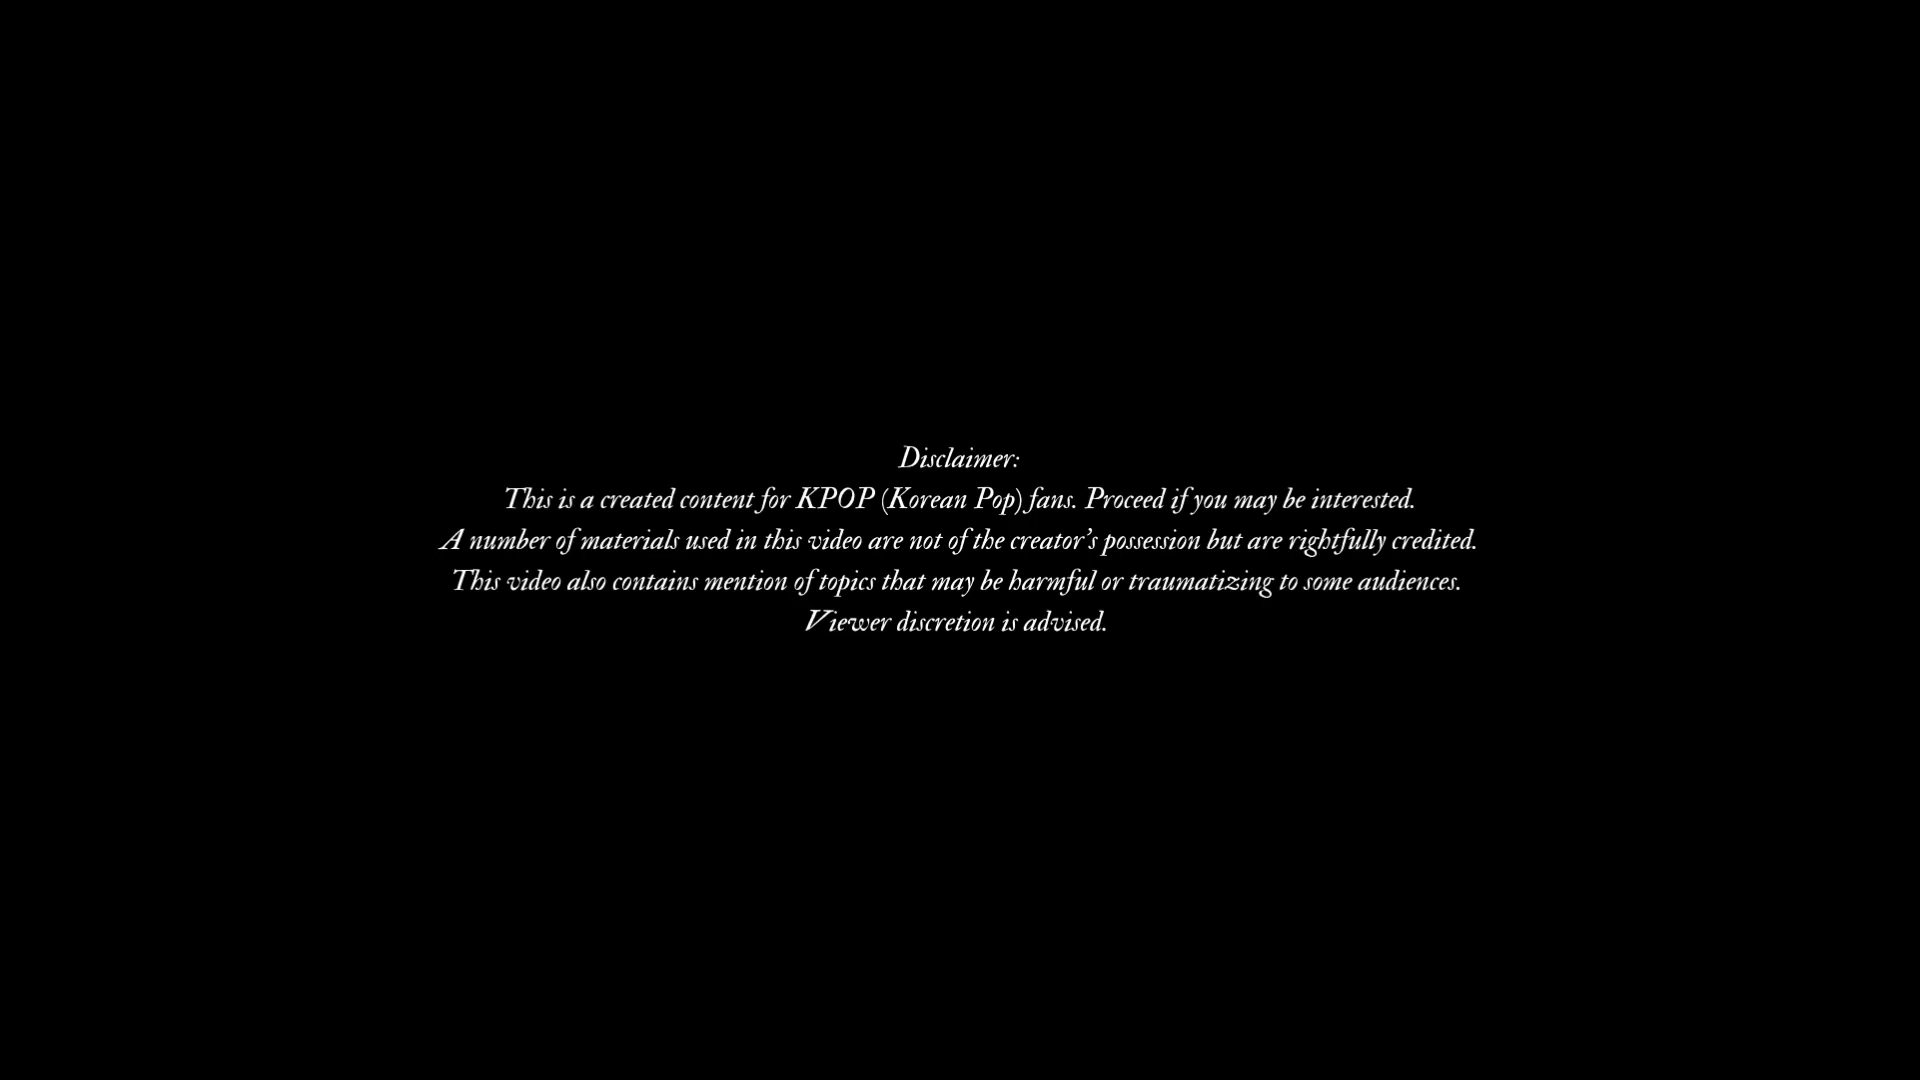 Disclaimer:
This is a created content for KPOP (Korean Pop) fans. Proceed if you may be interested.
A number of materials used in this video are not of the creator's possession but are rightfully credited.
This video also contains mention of topics that may be harmful or traumatizing to some audiences.
Viewer discretion is advised.